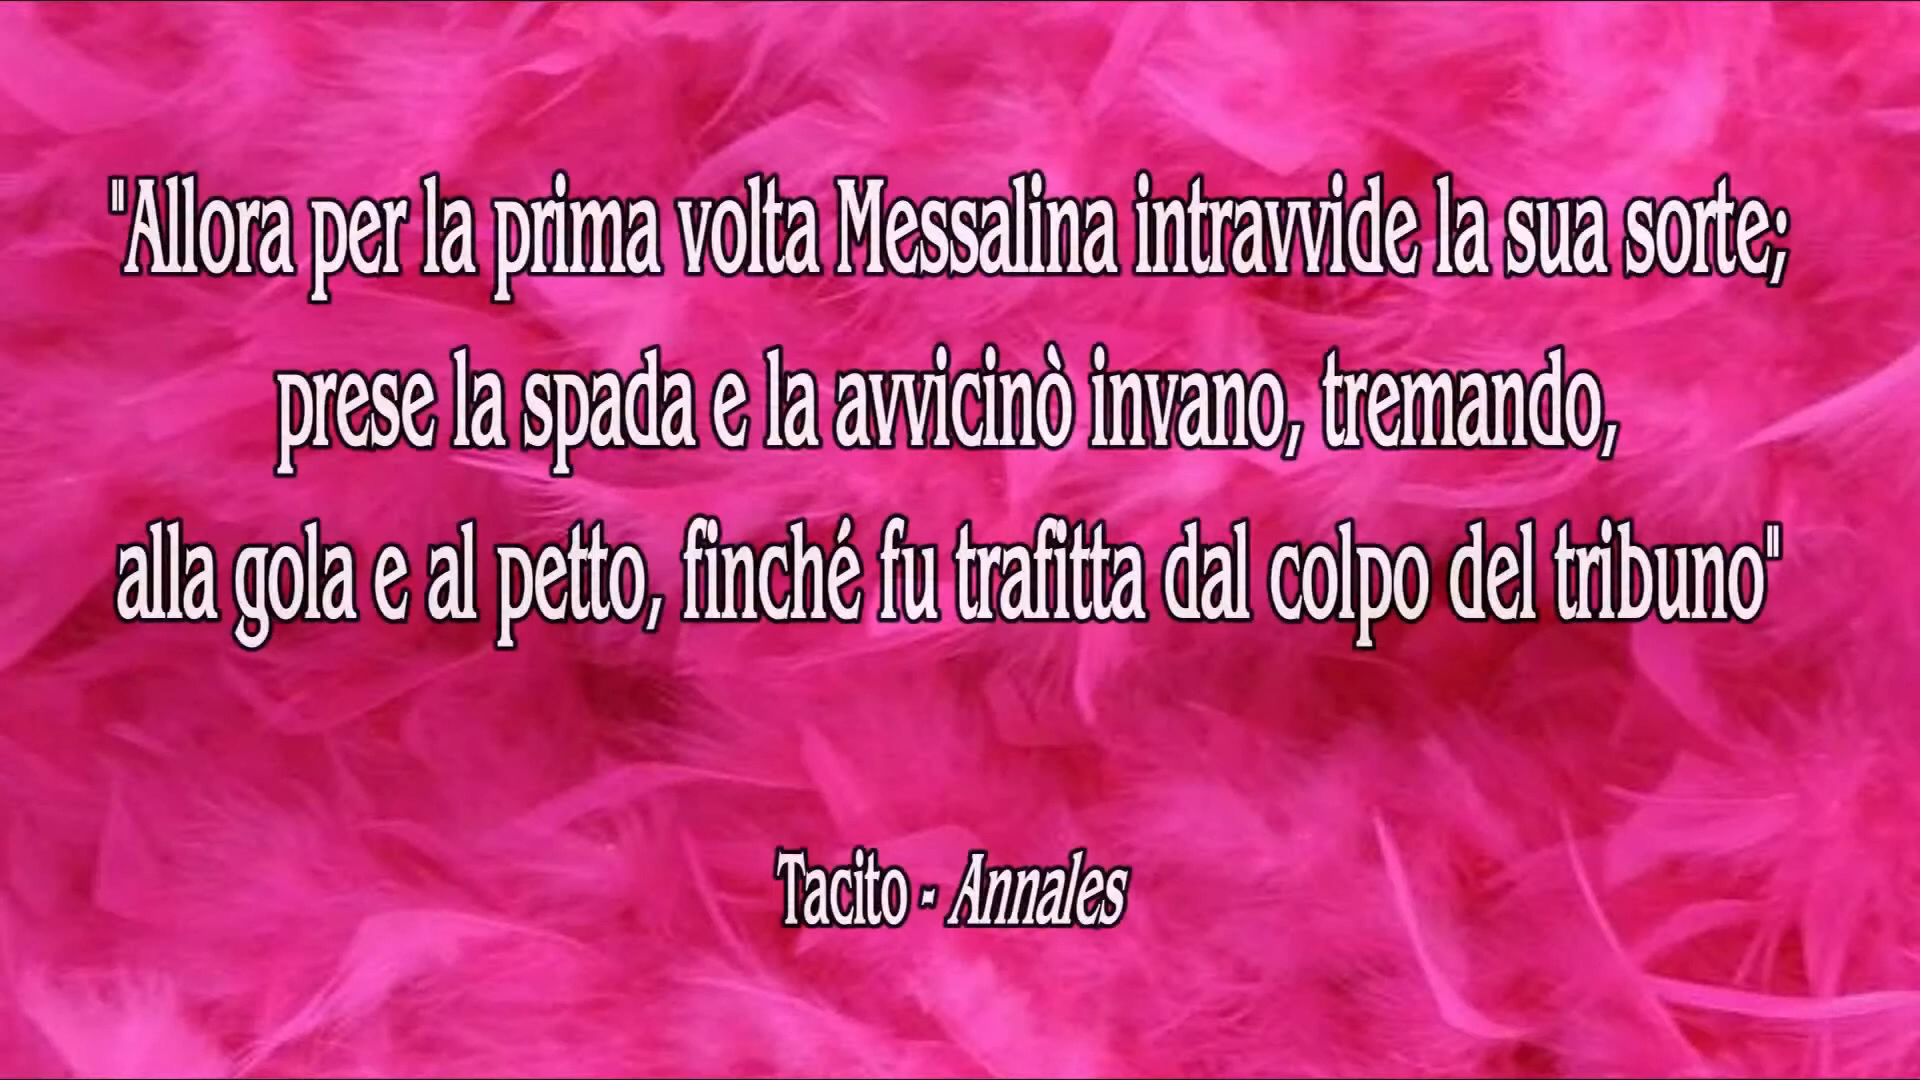 "Allora per la prima volta Messalina intravvide la sua sorte;
prese la spada e la avvicinò invano, tremando,
alla gola e al petto, finché fu trafitta dal colpo del tribuno"
Tacito - Annales